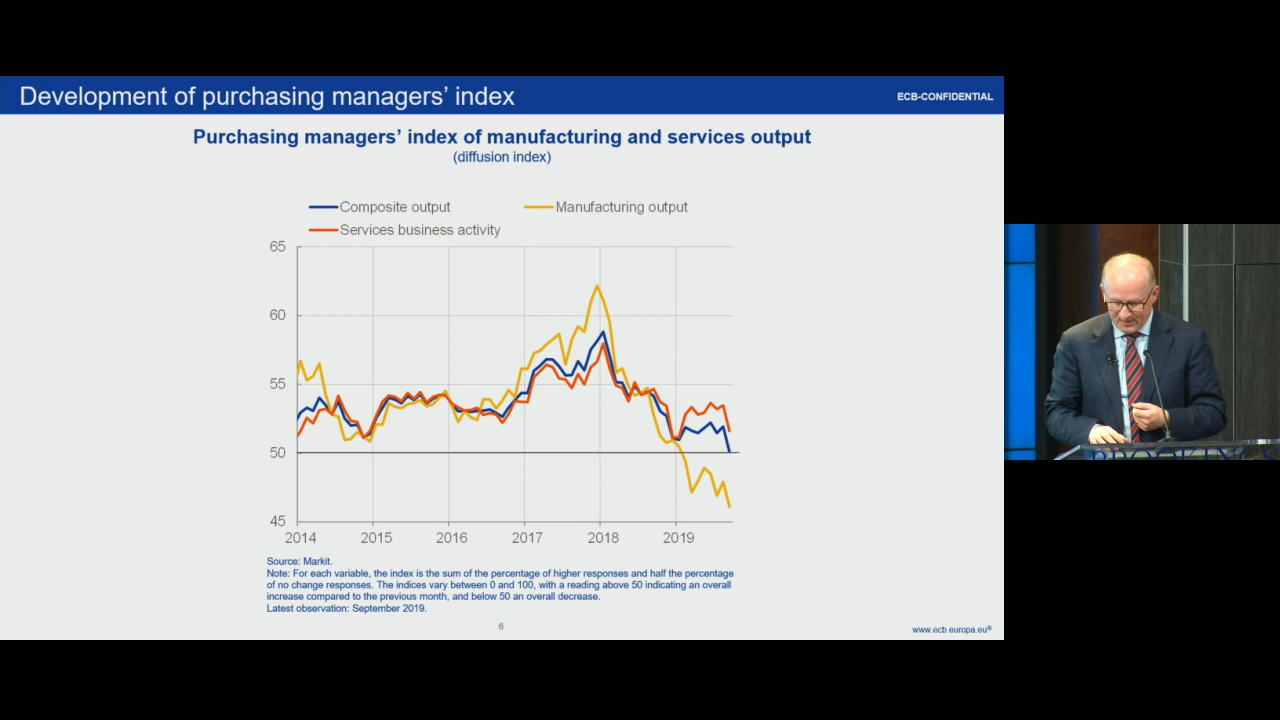 Development of purchasing managers’ index
ECB-CONFIDENTIAL
Purchasing managers’ index of manufacturing and services output
(diffusion index)
Composite output
Manufacturing output
Services business activity
65
60
55
50
45
2014 2015 2016 2017 2018 2019
Source: Markit.
Note: For each variable, the index is the sum of the percentage of higher responses and half the percentage
of no change responses. The indices vary between 0 and 100, with a reading above 50 indicating an overall
increase compared to the previous month, and below 50 an overall decrease.
Latest observation: September 2019.
6
www.ecb.europa.eu©
BROOKINGS